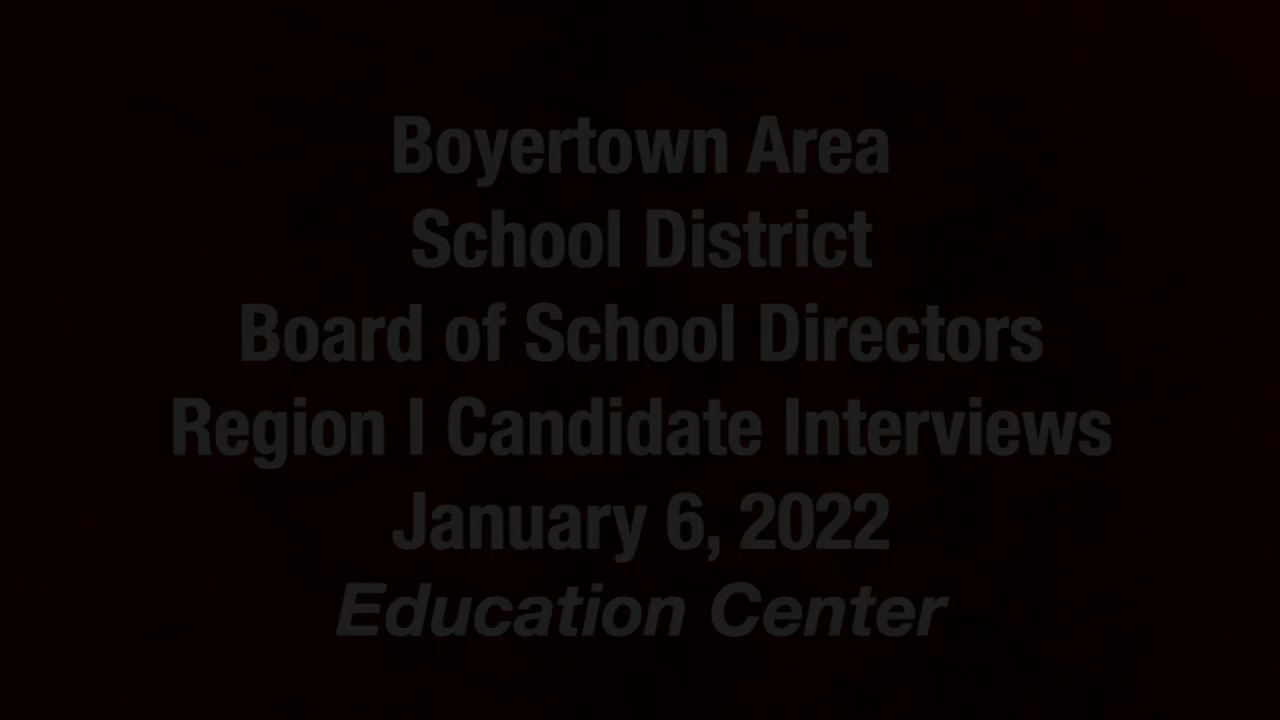 Boyertown Area
School District
Board of School Directors
Region I Candidate Interviews
January 6, 2022
Education Center